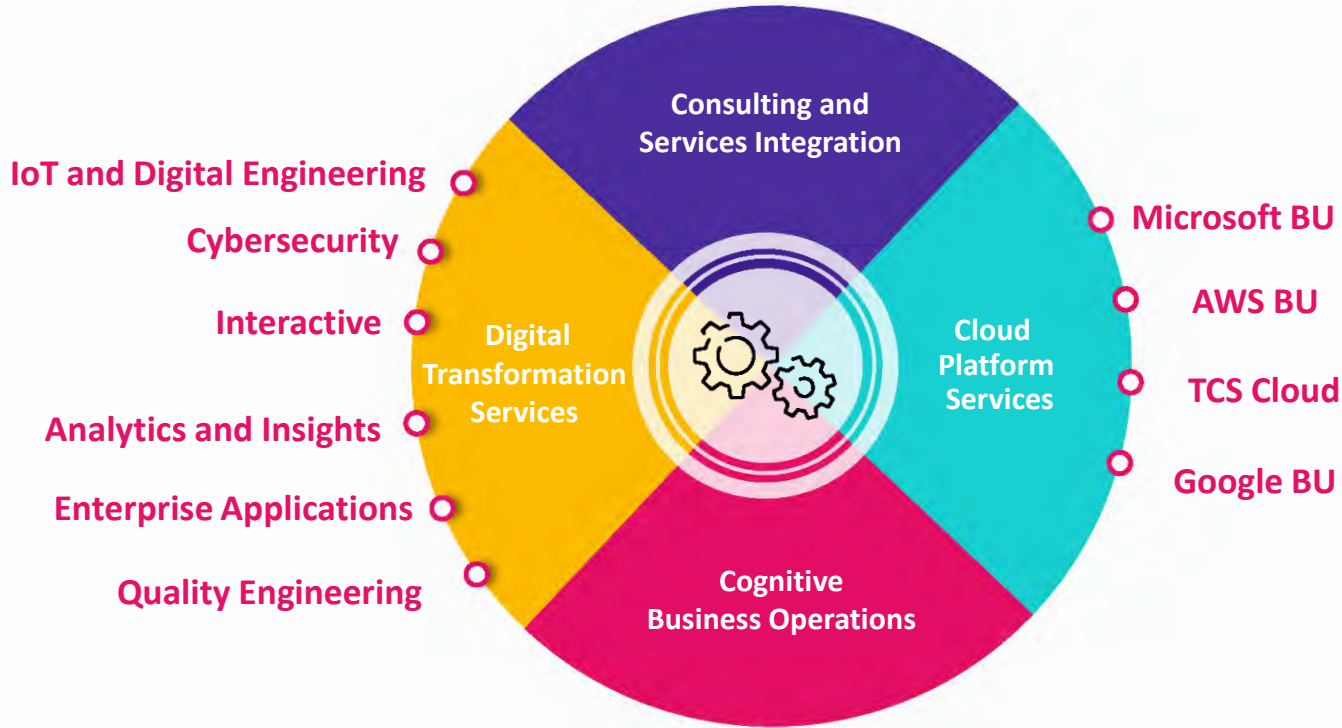 Consulting and
Services Integration
IoT and Digital Engineering
Cybersecurity
Interactive
Analytics and Insights
Enterprise Applications
Quality Engineering
Digital
Transformation
Services
Cloud
Platform
Services
Microsoft BU
AWS BU
TCS Cloud
Google BU
Cognitive
Business Operations